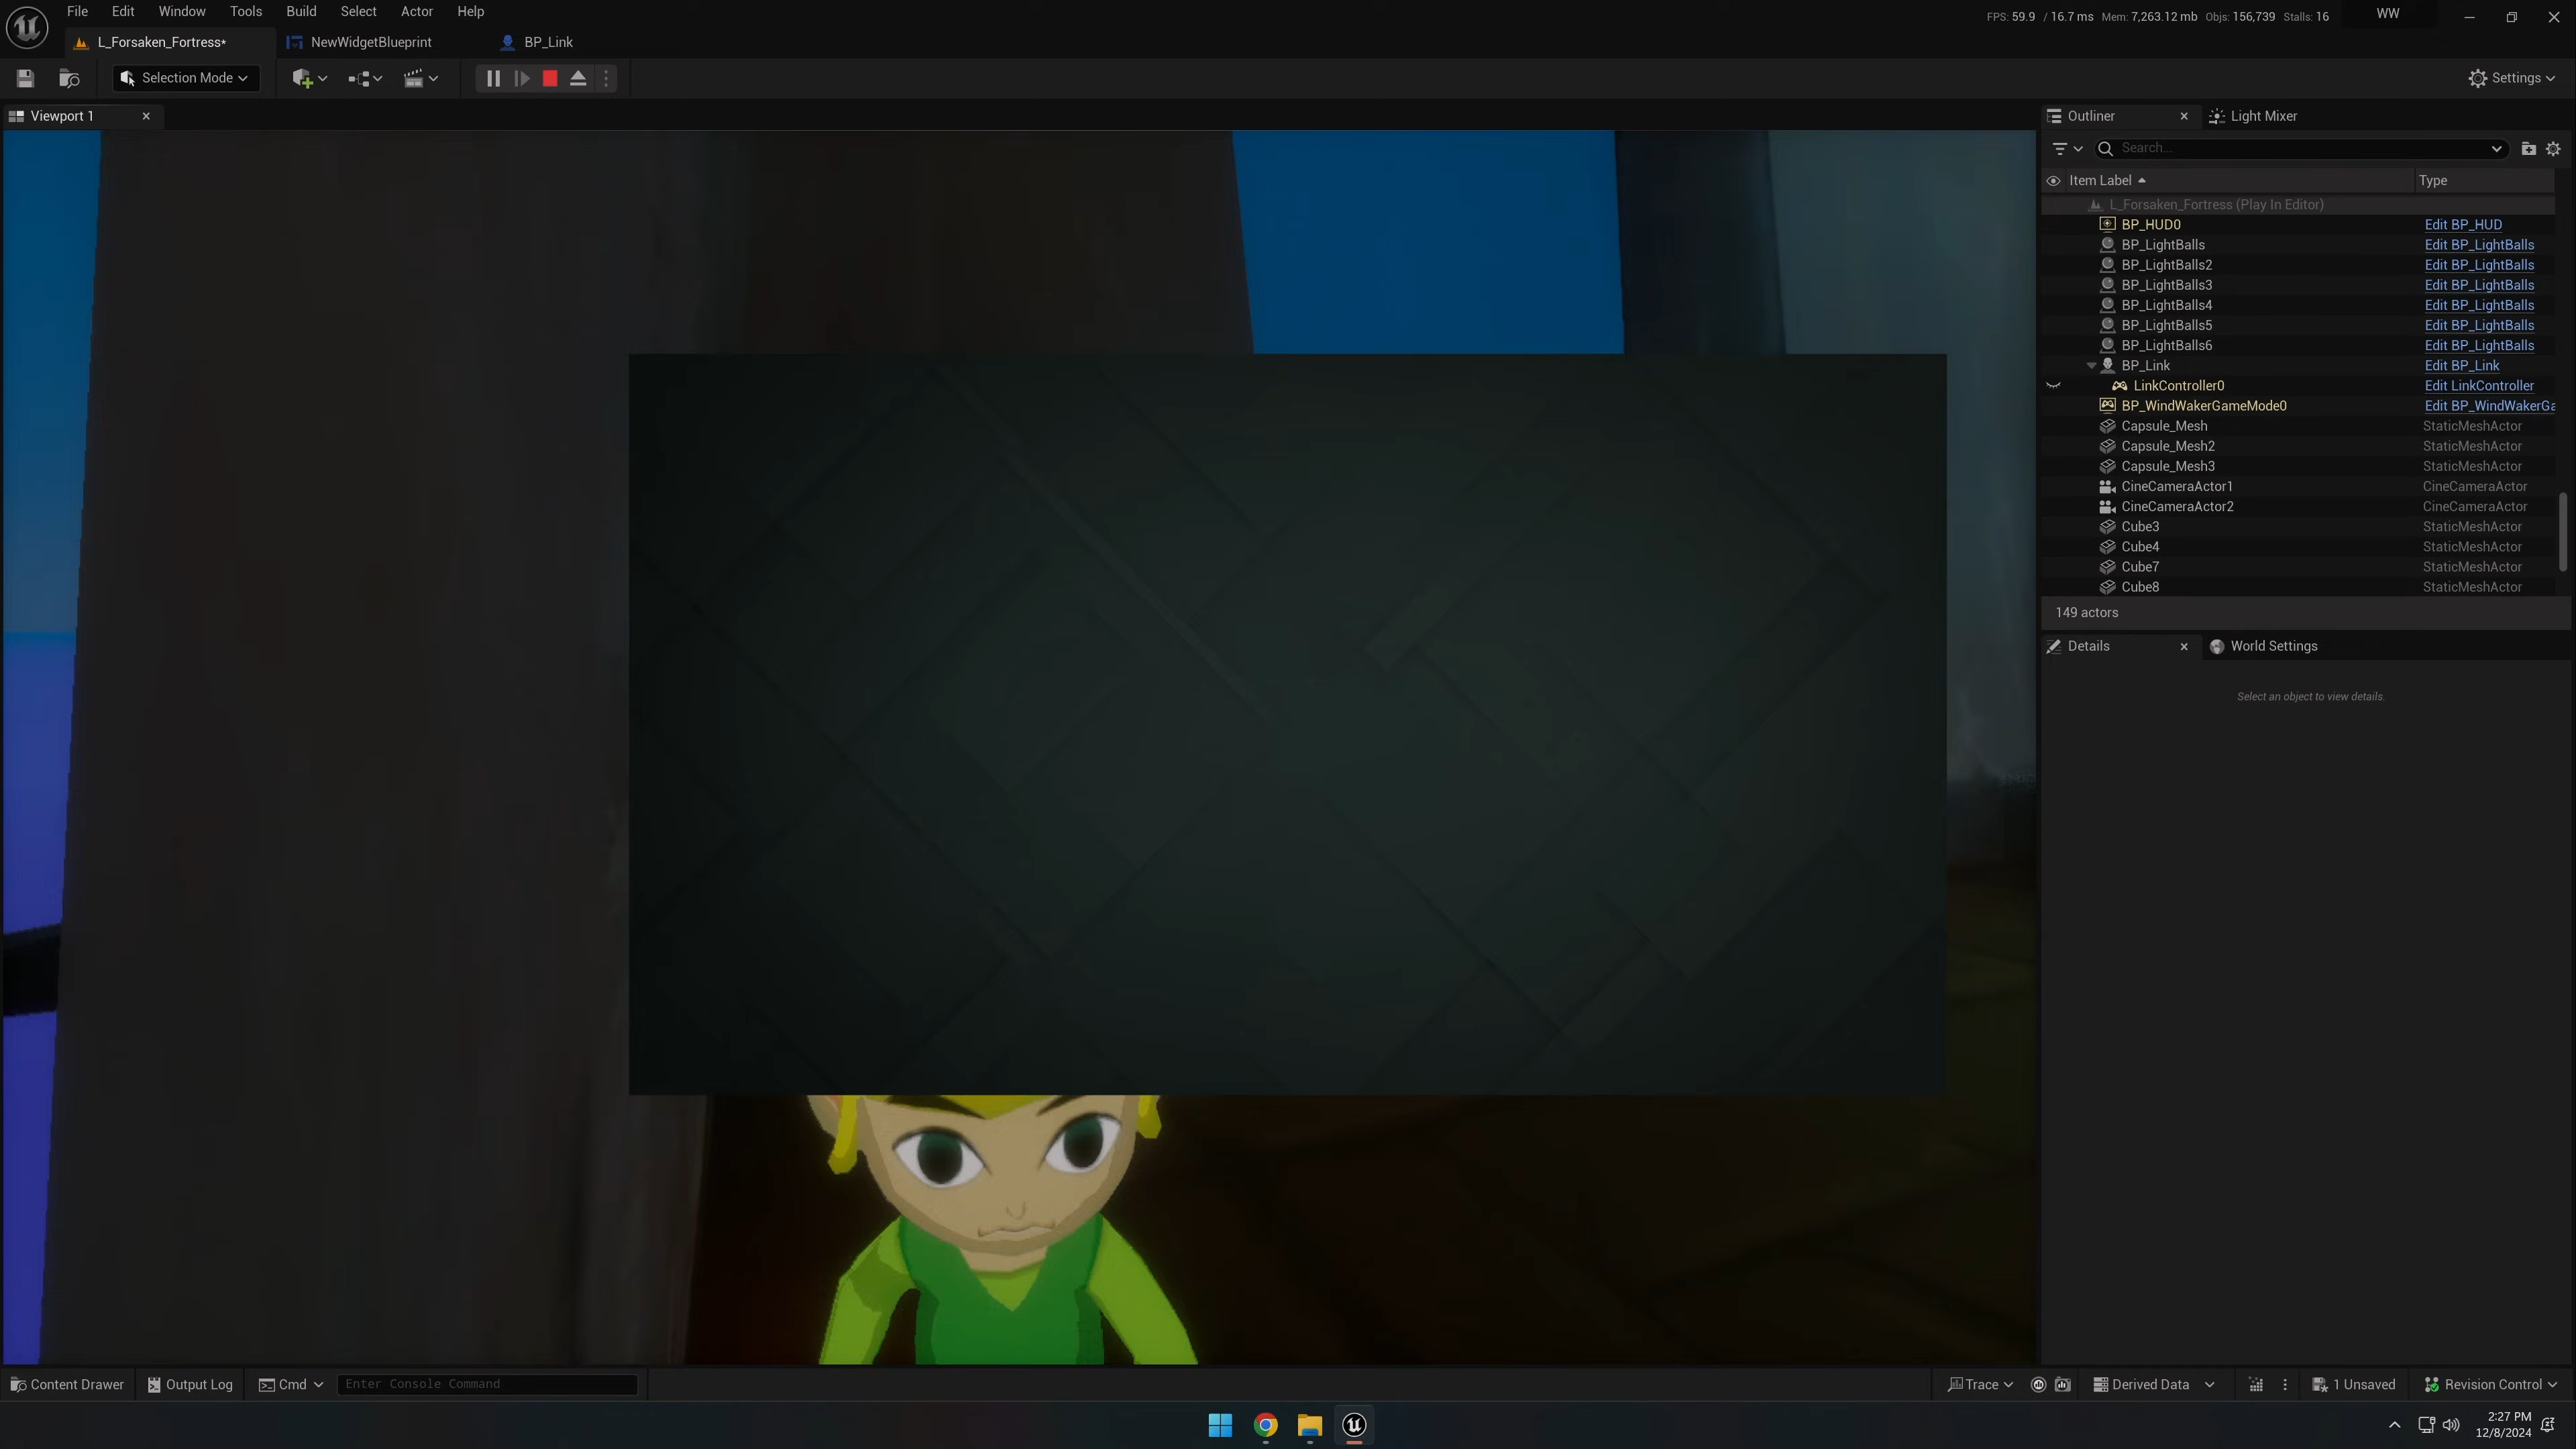 File Edit Window Tools Build Select Actor Help
FPS: 59.9 / 16.7 ms Mem: 7,263.12 mb Objs: 156,739 Stalls: 16 WW
L_Forsaken_Fortress* NewWidgetBlueprint BP_Link
Selection Mode Settings
Viewport 1
Outliner Light Mixer
Search...
Item Label Type
L_Forsaken_Fortress (Play In Editor)
BP_HUD0 Edit BP_HUD
BP_LightBalls Edit BP_LightBalls
BP_LightBalls2 Edit BP_LightBalls
BP_LightBalls3 Edit BP_LightBalls
BP_LightBalls4 Edit BP_LightBalls
BP_LightBalls5 Edit BP_LightBalls
BP_LightBalls6 Edit BP_LightBalls
BP_Link Edit BP_Link
LinkController0 Edit LinkController
BP_WindWakerGameMode0 Edit BP_WindWakerGa
Capsule_Mesh StaticMeshActor
Capsule_Mesh2 StaticMeshActor
Capsule_Mesh3 StaticMeshActor
CineCameraActor1 CineCameraActor
CineCameraActor2 CineCameraActor
Cube3 StaticMeshActor
Cube4 StaticMeshActor
Cube7 StaticMeshActor
Cube8 StaticMeshActor
149 actors
Details World Settings
Select an object to view details.
Content Drawer Output Log Cmd Enter Console Command Trace Derived Data 1 Unsaved Revision Control
2:27 PM
12/8/2024